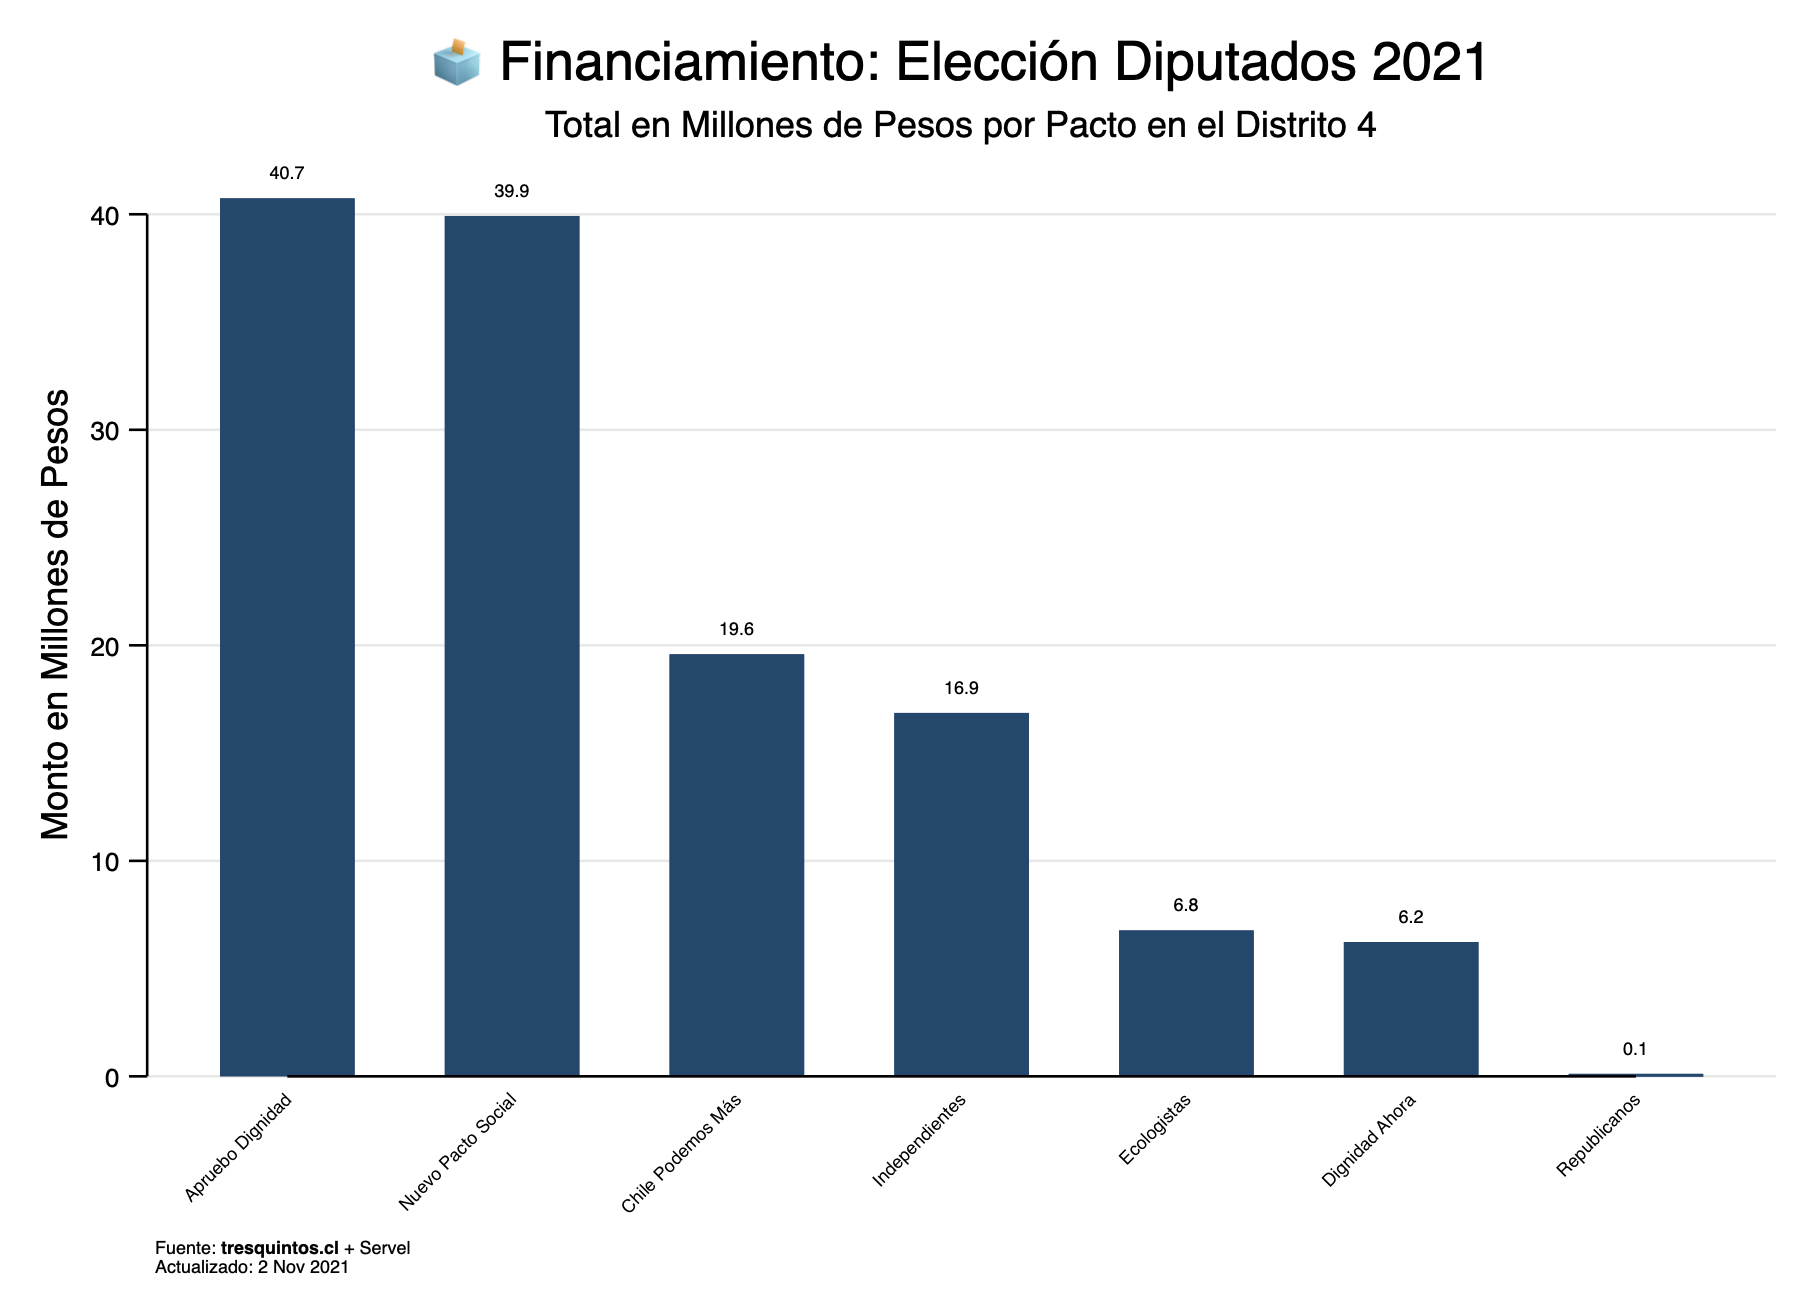 Financiamiento: Elección Diputados 2021
Total en Millones de Pesos por Pacto en el Distrito 4
Monto en Millones de Pesos
40
30
20
10
0
40.7
39.9
19.6
16.9
6.8
6.2
0.1
Apruebo Dignidad
Nuevo Pacto Social
Chile Podemos Más
Independientes
Ecologistas
Dignidad Ahora
Republicanos
Fuente: tresquintos.cl + Servel
Actualizado: 2 Nov 2021